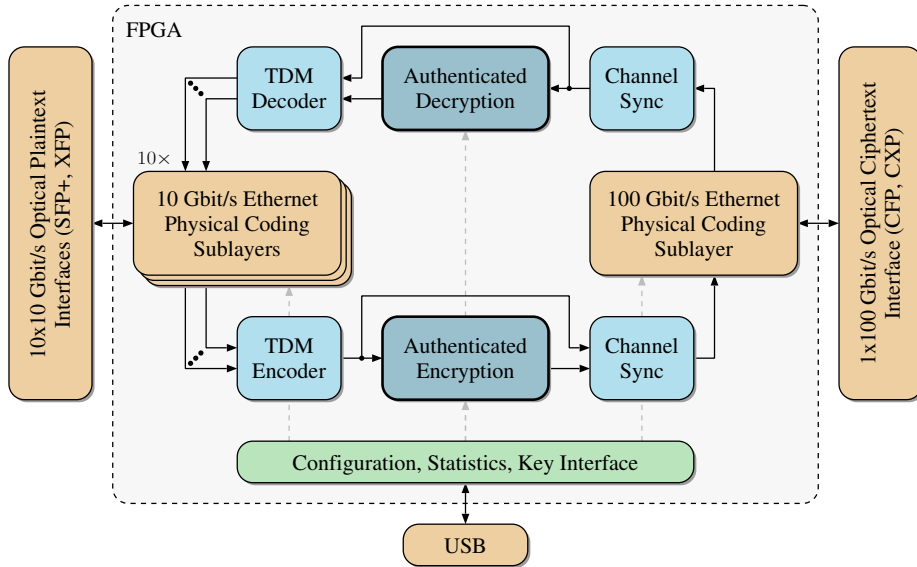 FPGA
TDM
Decoder
Authenticated
Decryption
Channel
Sync
10×
10 Gbit/s Ethernet
Physical Coding
Sublayers
100 Gbit/s Ethernet
Physical Coding
Sublayer
10x10 Gbit/s Optical Plaintext
Interfaces (SFP+, XFP)
1x100 Gbit/s Optical Ciphertext
Interface (CFP, CXP)
TDM
Encoder
Authenticated
Encryption
Channel
Sync
Configuration, Statistics, Key Interface
USB